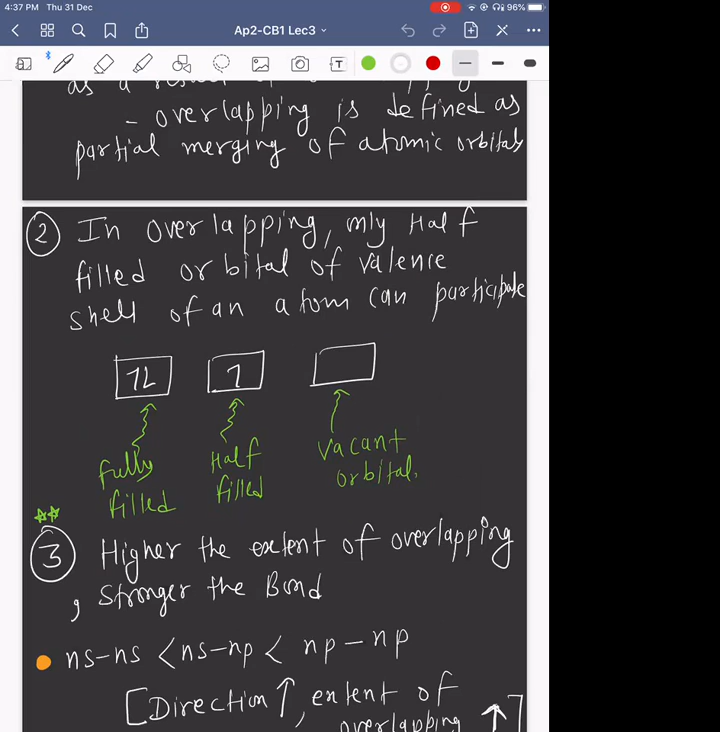 4:37 PM Thu 31 Dec
96%
Ap2-CB1 Lec3
T
as a result of
- overlapping is defined as
partial merging of atomic orbitals
2 In overlapping, only Half
filled orbital of valence
shell of an atom can participate
1L 1
fully Half vacant
filled filled orbital.
3 Higher the extent of overlapping
, stronger the Bond
ns-ns < ns-np < np-np
[Direction ↑, extent of
overlapping ↑]